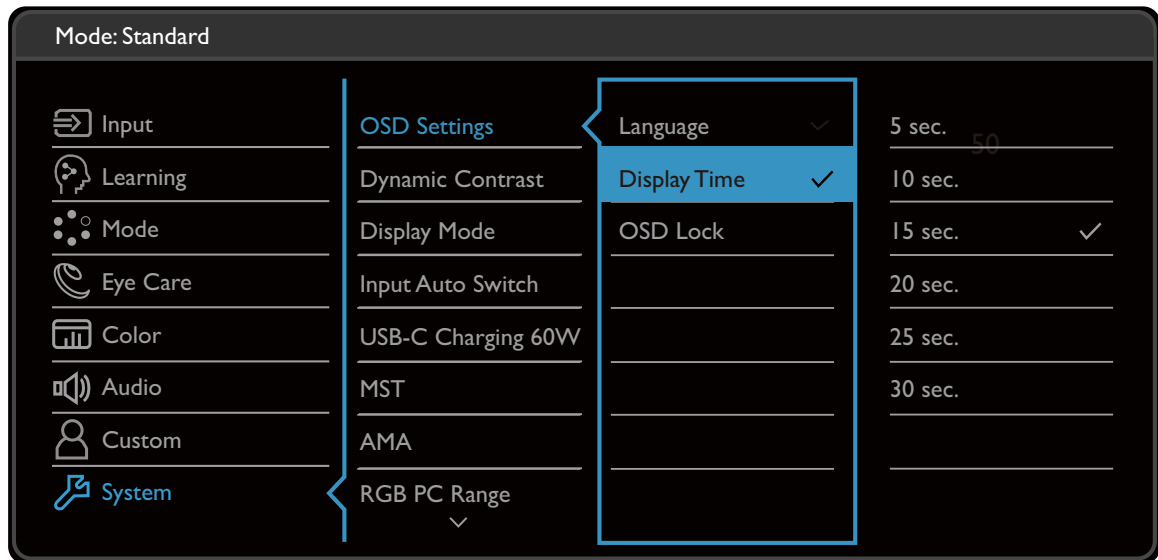 Mode: Standard
Input
Learning
Mode
Eye Care
Color
Audio
Custom
System
OSD Settings
Dynamic Contrast
Display Mode
Input Auto Switch
USB-C Charging 60W
MST
AMA
RGB PC Range
Language
Display Time
OSD Lock
5 sec.
50
10 sec.
15 sec.
20 sec.
25 sec.
30 sec.